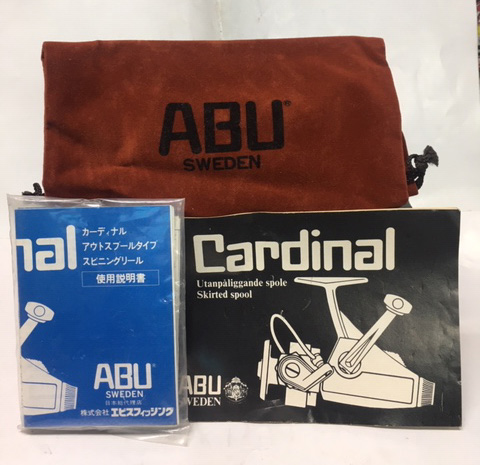 ABU®
SWEDEN
nal
カーディナル
アウトスプールタイプ
スピニングリール
使用説明書
ABU®
SWEDEN
日本総代理店
株式会社エビスフィッシング
Cardinal
Utanpåliggande spole
Skirted spool
ABU
SWEDEN